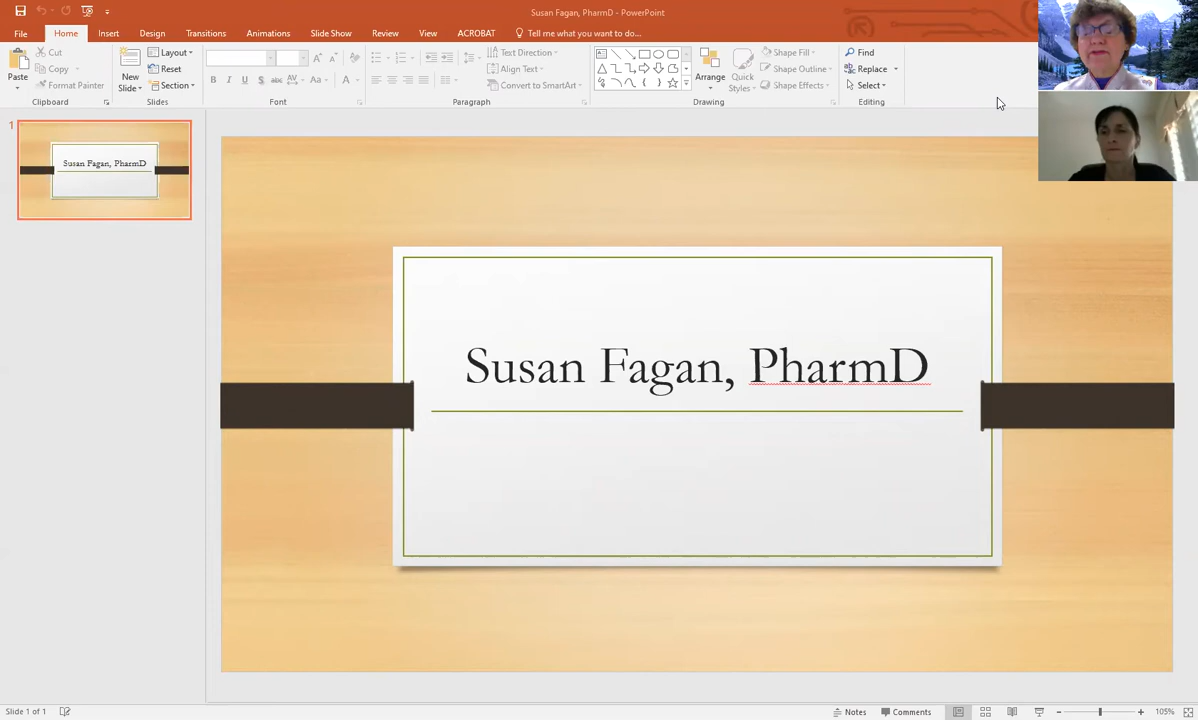 Susan Fagan, PharmD - PowerPoint
File
Home
Insert
Design
Transitions
Animations
Slide Show
Review
View
ACROBAT
Tell me what you want to do...
Paste
Cut
Copy
Format Painter
Clipboard
New
Slide
Layout
Reset
Section
Slides
B I U S abc AV Aa A
Font
Text Direction
Align Text
Convert to SmartArt
Paragraph
Arrange
Quick
Styles
Shape Fill
Shape Outline
Shape Effects
Drawing
Find
Replace
Select
Editing
1
Susan Fagan, PharmD
Susan Fagan, PharmD
Slide 1 of 1
Notes
Comments
105%